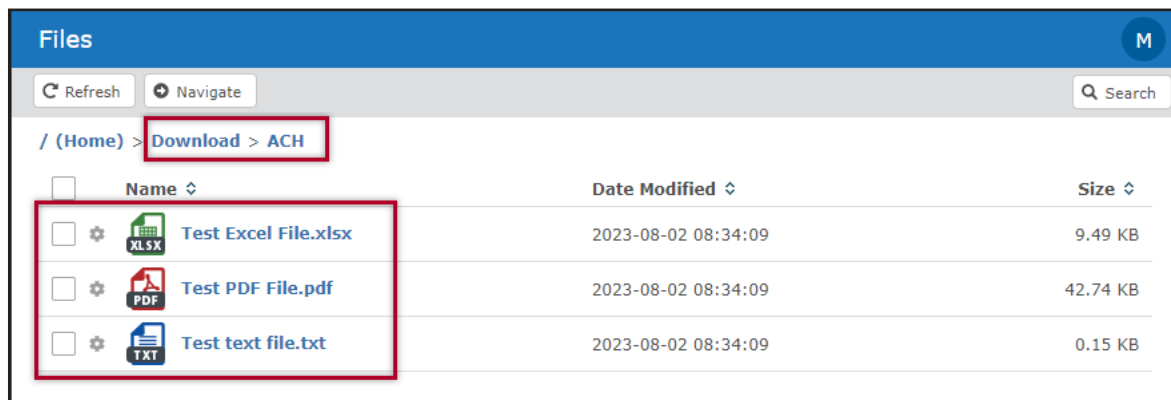 Files M
Refresh Navigate Search
/ (Home) > Download > ACH
Name Date Modified Size
XLSX Test Excel File.xlsx 2023-08-02 08:34:09 9.49 KB
PDF Test PDF File.pdf 2023-08-02 08:34:09 42.74 KB
TXT Test text file.txt 2023-08-02 08:34:09 0.15 KB